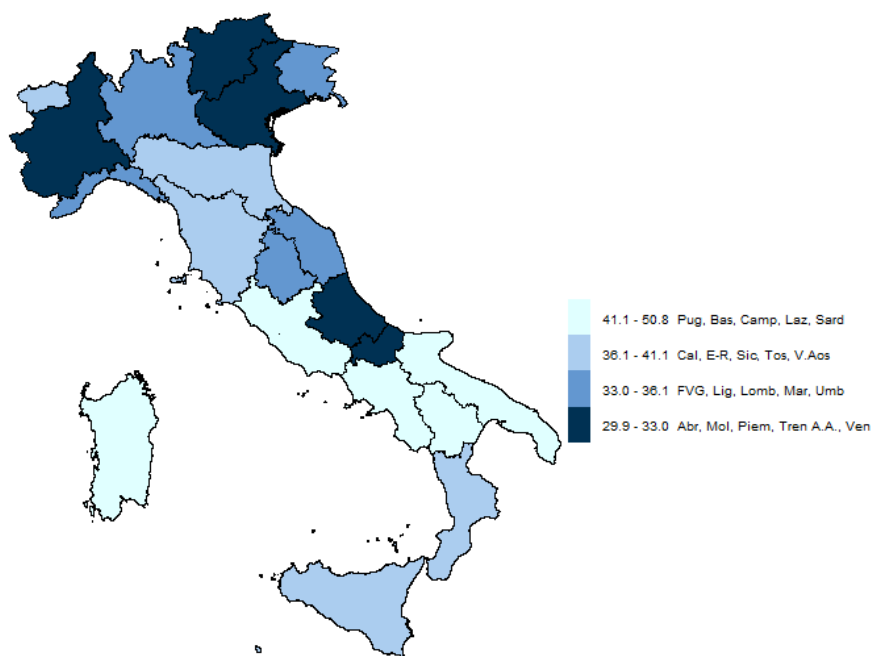 41.1 - 50.8 Pug, Bas, Camp, Laz, Sard
36.1 - 41.1 Cal, E-R, Sic, Tos, V.Aos
33.0 - 36.1 FVG, Lig, Lomb, Mar, Umb
29.9 - 33.0 Abr, Mol, Piem, Tren A.A., Ven